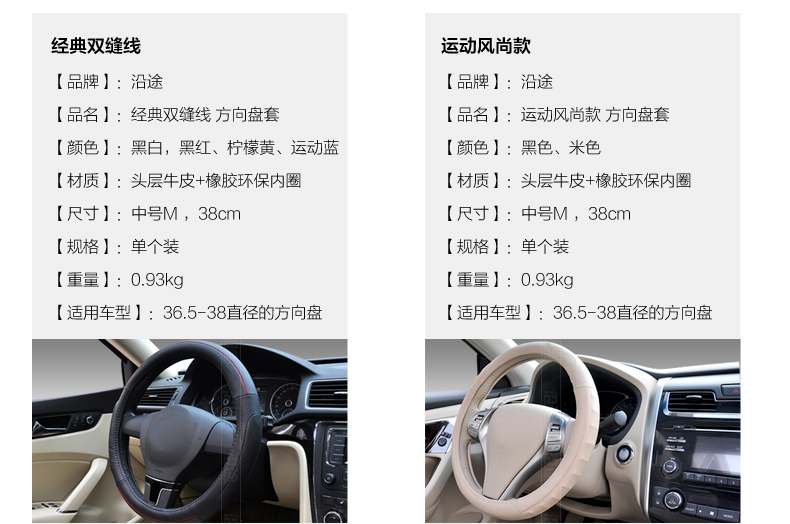 经典双缝线
【品牌】：沿途
【品名】：经典双缝线 方向盘套
【颜色】：黑白，黑红、柠檬黄、运动蓝
【材质】：头层牛皮+橡胶环保内圈
【尺寸】：中号M ，38cm
【规格】：单个装
【重量】：0.93kg
【适用车型】：36.5-38直径的方向盘
运动风尚款
【品牌】：沿途
【品名】：运动风尚款 方向盘套
【颜色】：黑色、米色
【材质】：头层牛皮+橡胶环保内圈
【尺寸】：中号M ，38cm
【规格】：单个装
【重量】：0.93kg
【适用车型】：36.5-38直径的方向盘